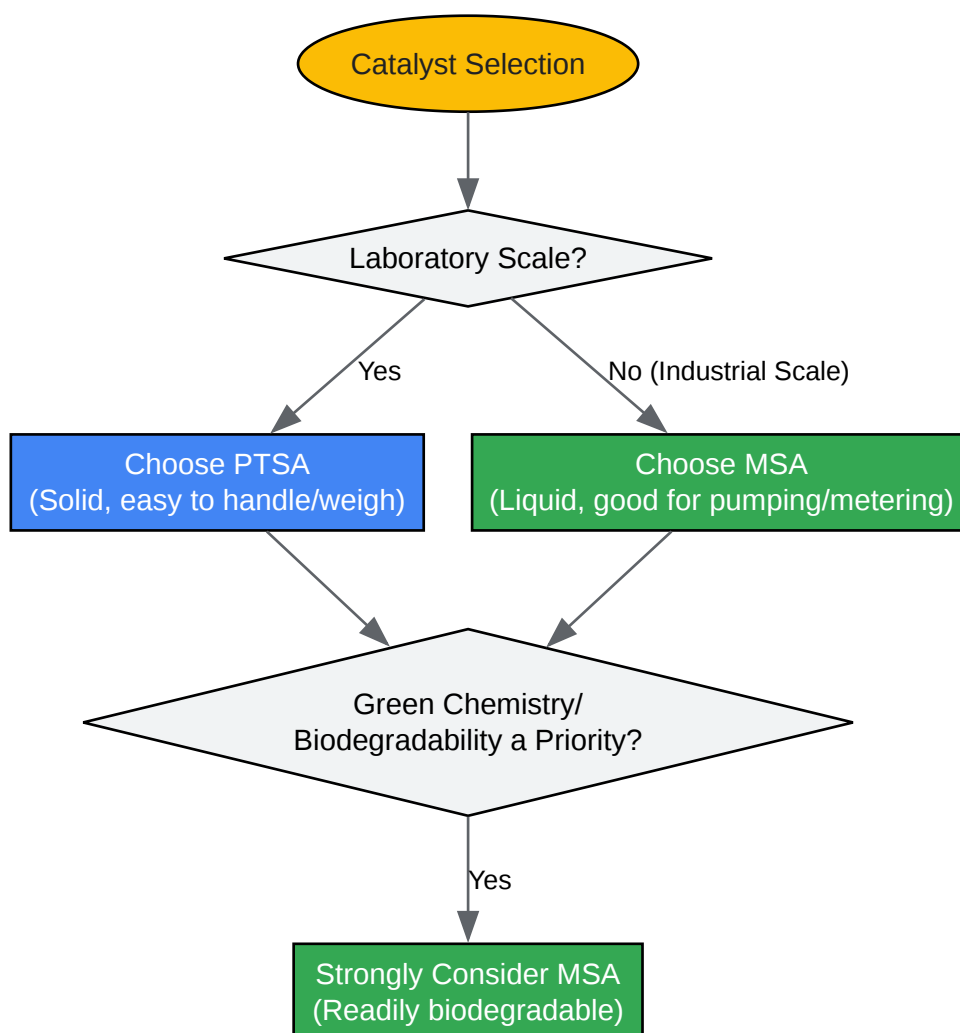 Catalyst Selection
Laboratory Scale?
Yes
No (Industrial Scale)
Choose PTSA
(Solid, easy to handle/weigh)
Choose MSA
(Liquid, good for pumping/metering)
Green Chemistry/
Biodegradability a Priority?
Yes
Strongly Consider MSA
(Readily biodegradable)